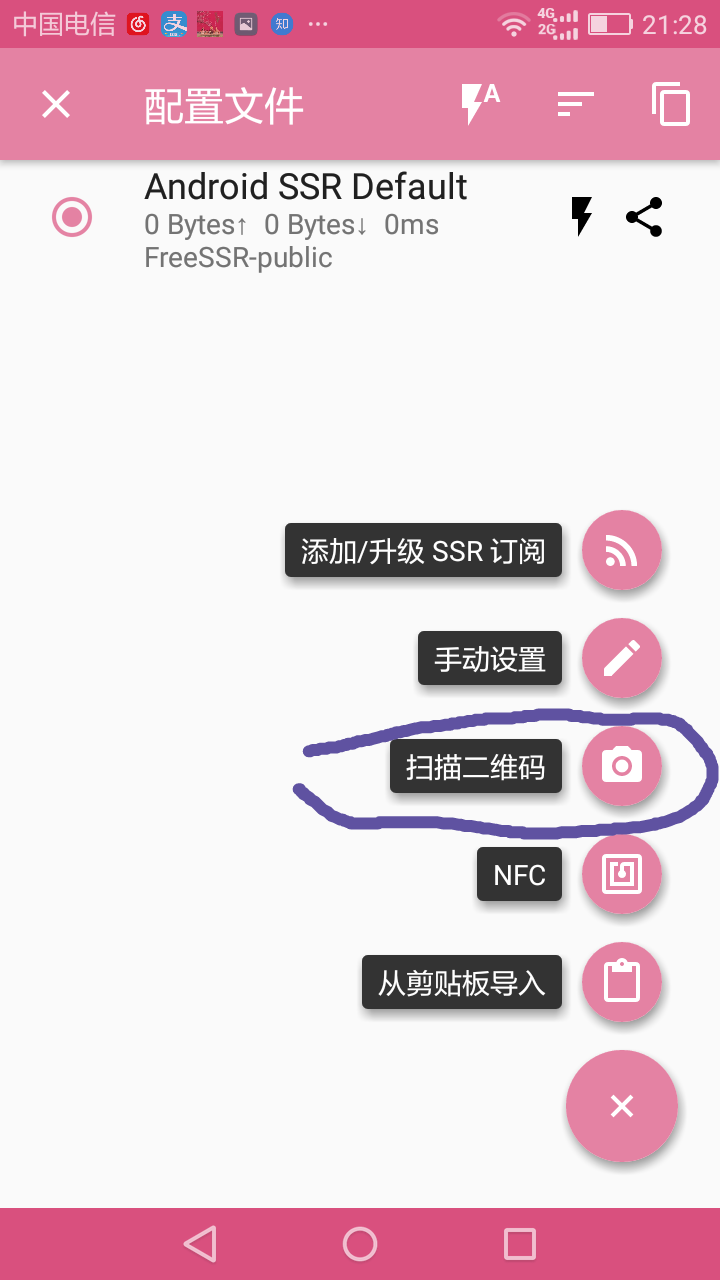 中国电信 知 ... 4G 2G 21:28
配置文件 A
Android SSR Default
0 Bytes↑ 0 Bytes↓ 0ms
FreeSSR-public
添加/升级 SSR 订阅
手动设置
扫描二维码
NFC
从剪贴板导入